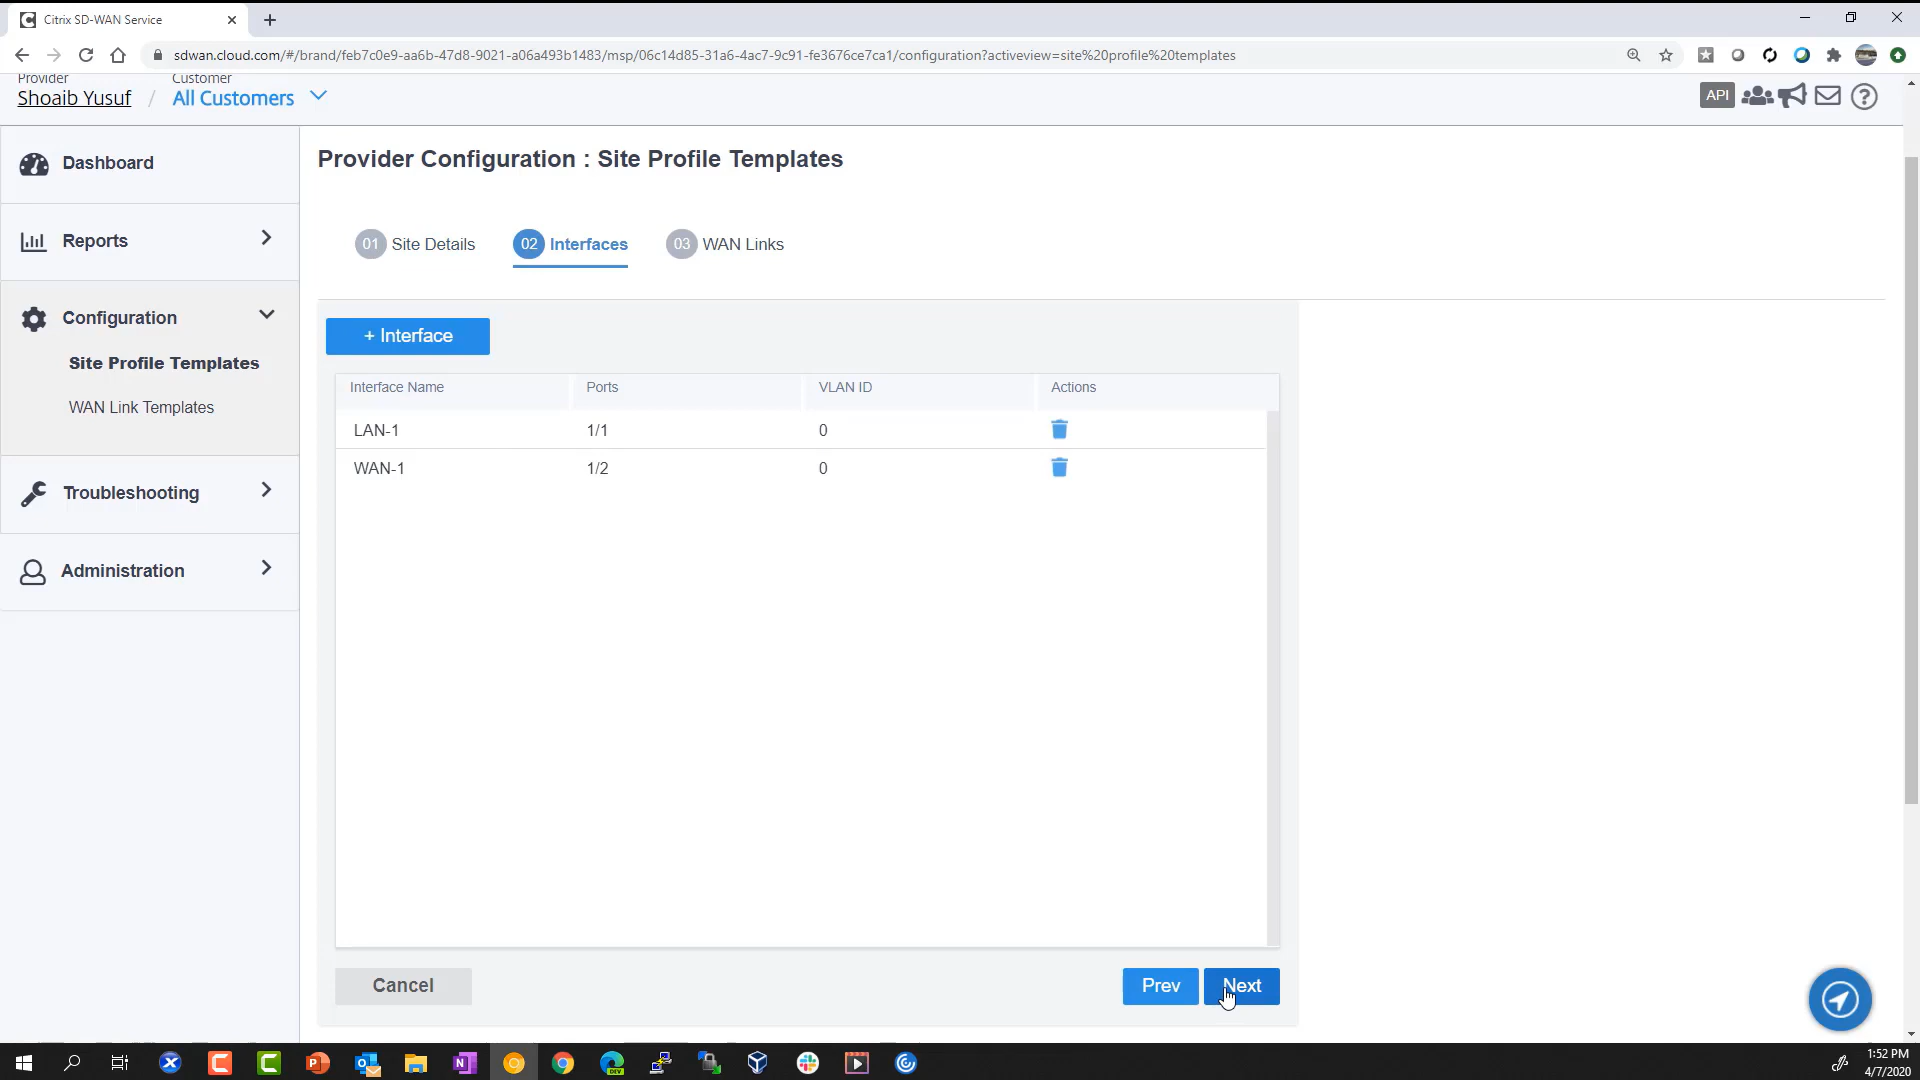 Citrix SD-WAN Service
sdwan.cloud.com/#/brand/feb7c0e9-aa6b-47d8-9021-a06a493b1483/msp/06c14d85-31a6-4ac7-9c91-fe3676ce7ca1/configuration?activeview=site%20profile%20templates
Provider Customer
Shoaib Yusuf / All Customers
API
Dashboard
Reports
Configuration
Site Profile Templates
WAN Link Templates
Troubleshooting
Administration
Provider Configuration : Site Profile Templates
01 Site Details 02 Interfaces 03 WAN Links
+ Interface
Interface Name Ports VLAN ID Actions
LAN-1 1/1 0
WAN-1 1/2 0
Cancel Prev Next
1:52 PM
4/7/2020